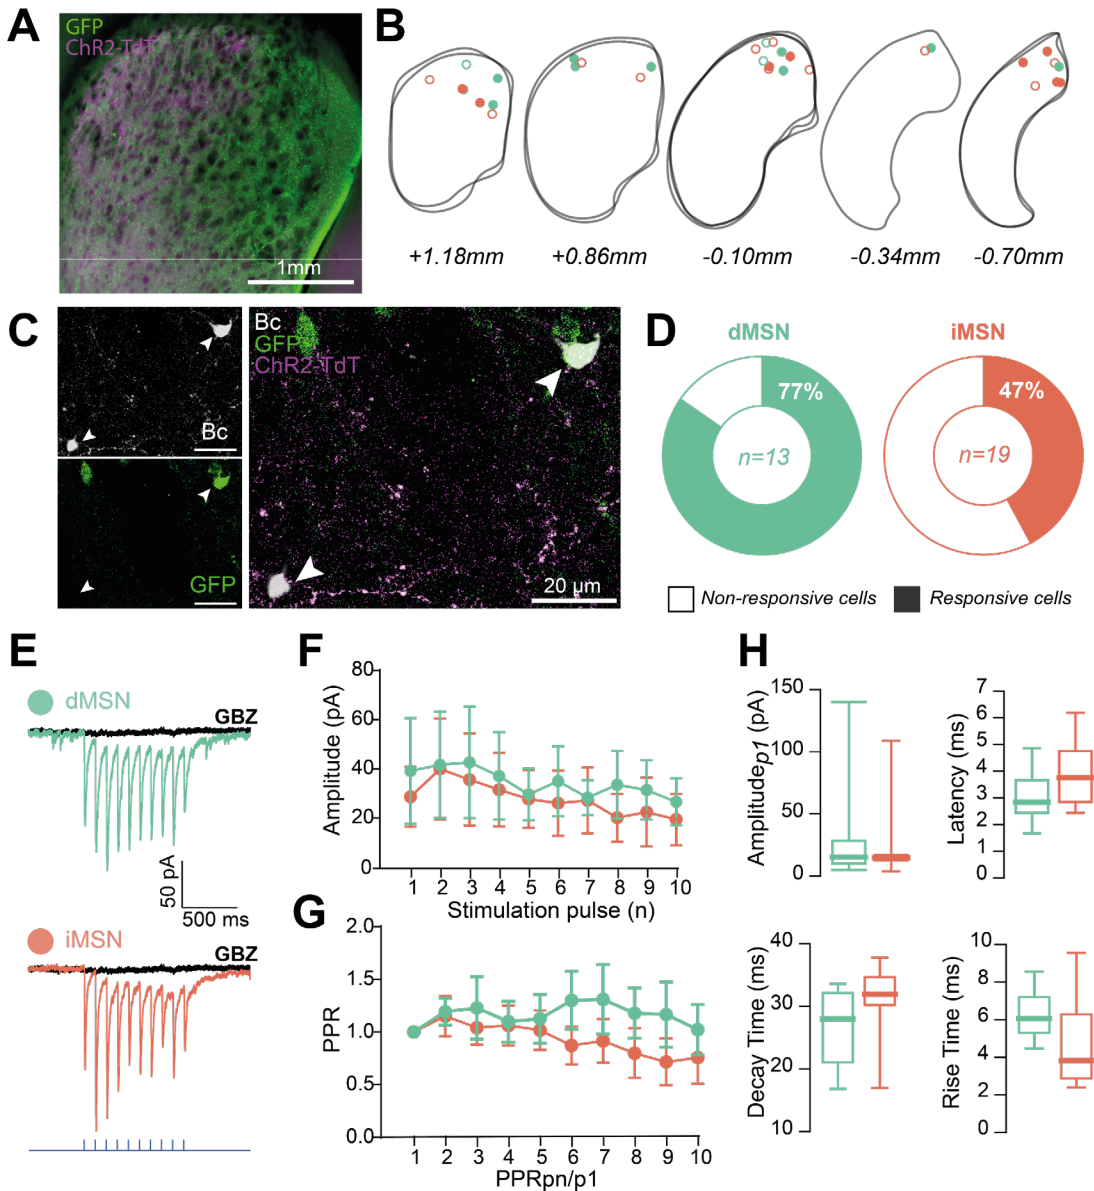 A
GFP
ChR2-TdT
1mm
B
+1.18mm
+0.86mm
-0.10mm
-0.34mm
-0.70mm
C
Bc
GFP
Bc
GFP
ChR2-TdT
20 µm
D
dMSN
iMSN
77%
47%
n=13
n=19
Non-responsive cells
Responsive cells
E
dMSN
GBZ
50 pA
500 ms
iMSN
GBZ
F
80
60
40
20
0
Amplitude (pA)
1 2 3 4 5 6 7 8 9 10
Stimulation pulse (n)
G
2.0
1.5
1.0
0.5
0.0
PPR
1 2 3 4 5 6 7 8 9 10
PPRpn/p1
H
150
100
50
0
Amplitudep1 (pA)
7
6
5
4
3
2
1
0
Latency (ms)
40
30
20
10
Decay Time (ms)
10
8
6
4
2
0
Rise Time (ms)